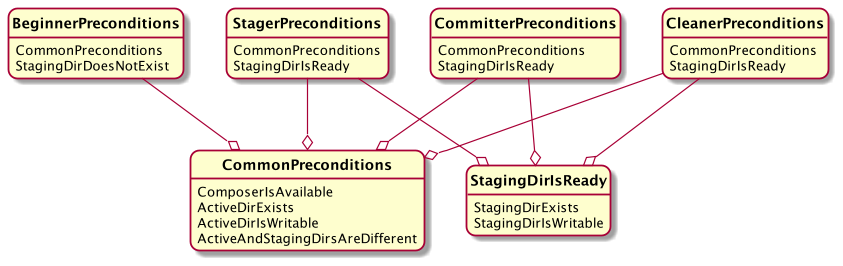 BeginnerPreconditions
CommonPreconditions
StagingDirDoesNotExist
StagerPreconditions
CommonPreconditions
StagingDirIsReady
CommitterPreconditions
CommonPreconditions
StagingDirIsReady
CleanerPreconditions
CommonPreconditions
StagingDirIsReady
CommonPreconditions
ComposerIsAvailable
ActiveDirExists
ActiveDirIsWritable
ActiveAndStagingDirsAreDifferent
StagingDirIsReady
StagingDirExists
StagingDirIsWritable